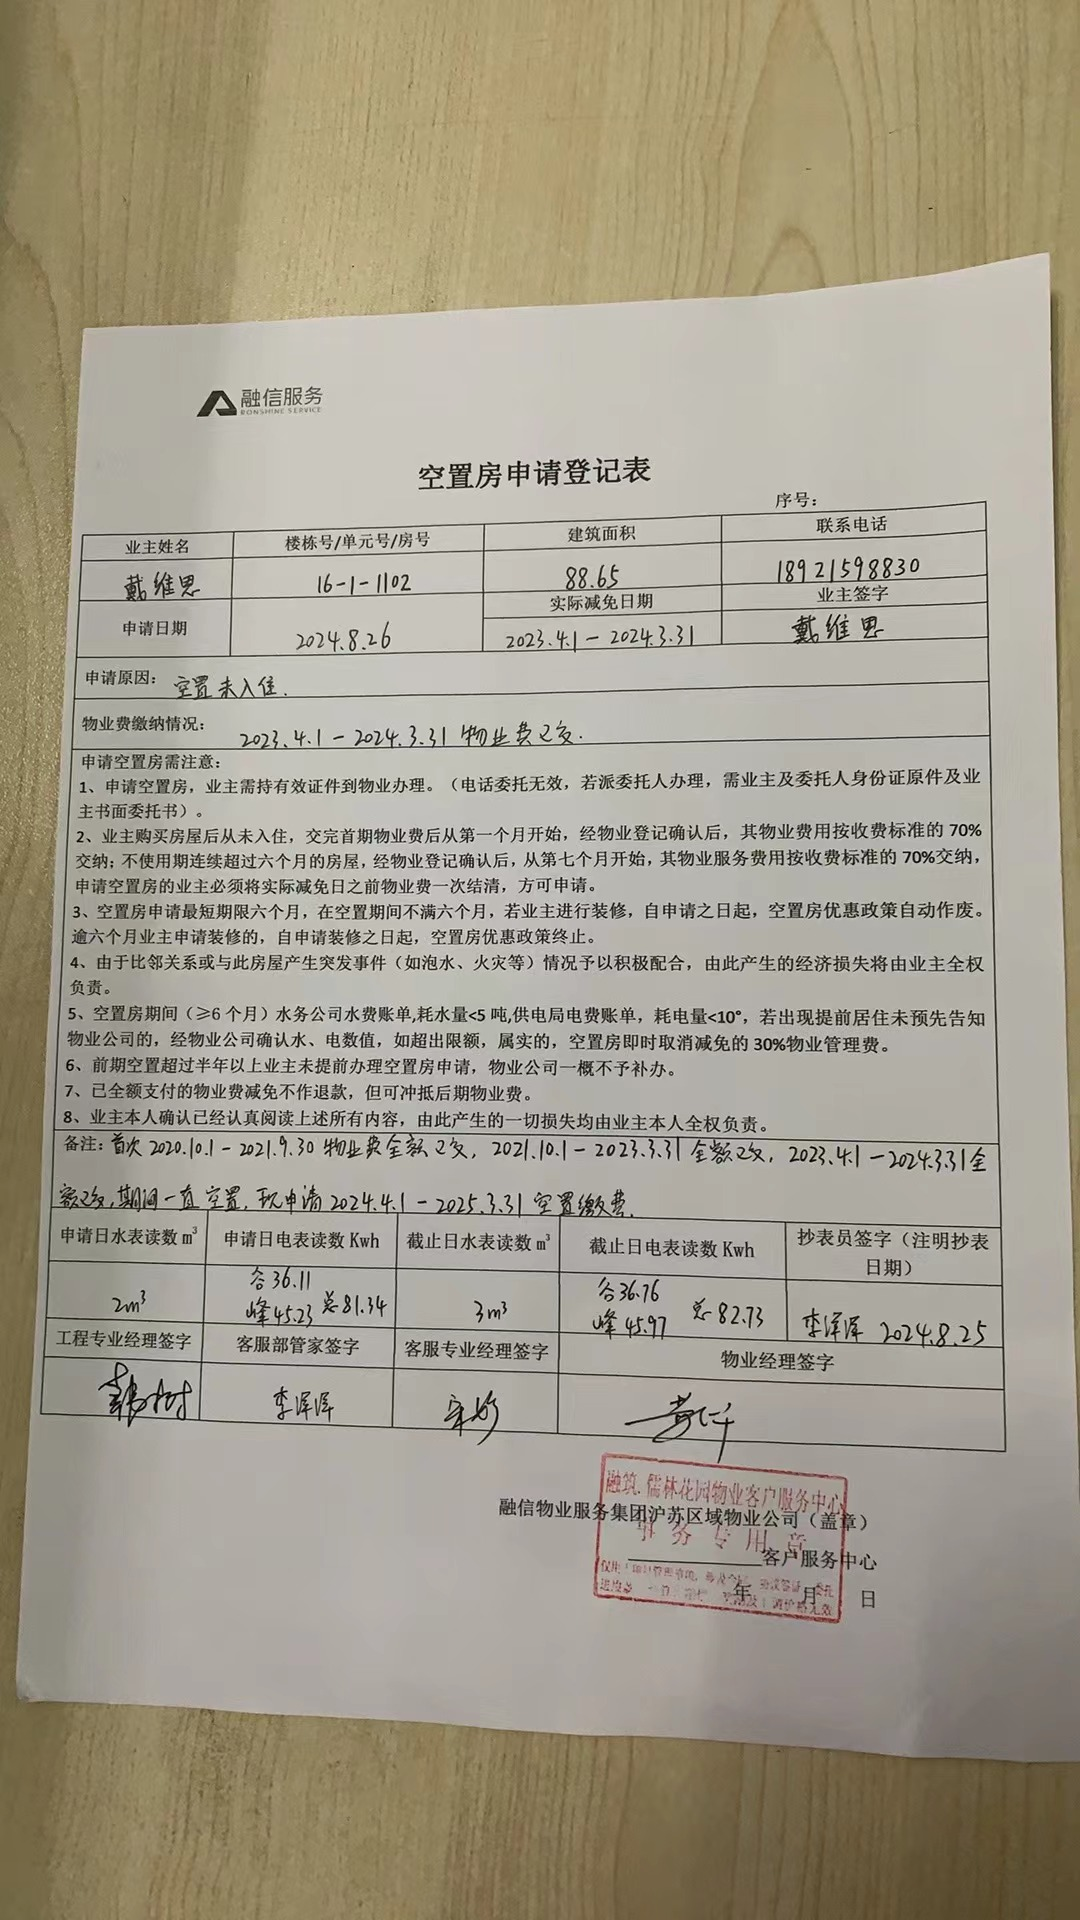 融信服务
RONSHINE SERVICE
空置房申请登记表
序号：
业主姓名 楼栋号/单元号/房号 建筑面积 联系电话
戴维思 16-1-1102 88.65 18921598830
申请日期 2024.8.26 实际减免日期 业主签字
2023.4.1-2024.3.31 戴维思
申请原因：空置未入住.
物业费缴纳情况：2023.4.1-2024.3.31 物业费已交.
申请空置房需注意：
1、申请空置房，业主需持有效证件到物业办理。（电话委托无效，若派委托人办理，需业主及委托人身份证原件及业
主书面委托书）。
2、业主购买房屋后从未入住，交完首期物业费后从第一个月开始，经物业登记确认后，其物业费用按收费标准的 70%
交纳；不使用期连续超过六个月的房屋，经物业登记确认后，从第七个月开始，其物业服务费用按收费标准的 70%交纳，
申请空置房的业主必须将实际减免日之前物业费一次结清，方可申请。
3、空置房申请最短期限六个月，在空置期间不满六个月，若业主进行装修，自申请之日起，空置房优惠政策自动作废。
逾六个月业主申请装修的，自申请装修之日起，空置房优惠政策终止。
4、由于比邻关系或与此房屋产生突发事件（如泡水、火灾等）情况予以积极配合，由此产生的经济损失将由业主全权
负责。
5、空置房期间（≥6 个月）水务公司水费账单,耗水量<5 吨,供电局电费账单，耗电量<10°，若出现提前居住未预先告知
物业公司的，经物业公司确认水、电数值，如超出限额，属实的，空置房即时取消减免的 30%物业管理费。
6、前期空置超过半年以上业主未提前办理空置房申请，物业公司一概不予补办。
7、已全额支付的物业费减免不作退款，但可冲抵后期物业费。
8、业主本人确认已经认真阅读上述所有内容，由此产生的一切损失均由业主本人全权负责。
备注：首次 2020.10.1-2021.9.30 物业费全额已交，2021.10.1-2023.3.31 全额已交，2023.4.1-2024.3.31 全
额已交，期间一直空置，现申请 2024.4.1-2025.3.31 空置缴费.
申请日水表读数 m³ 申请日电表读数 Kwh 截止日水表读数 m³ 截止日电表读数 Kwh 抄表员签字（注明抄表
日期）
谷36.11 谷36.76
2m³ 峰45.23 总81.34 3m³ 峰45.97 总82.73 李泽泽 2024.8.25
工程专业经理签字 客服部管家签字 客服专业经理签字 物业经理签字
李泽泽
融筑.儒林花园物业客户服务中心
融信物业服务集团沪苏区域物业公司（盖章）
事务专用章
客户服务中心
年 月 日